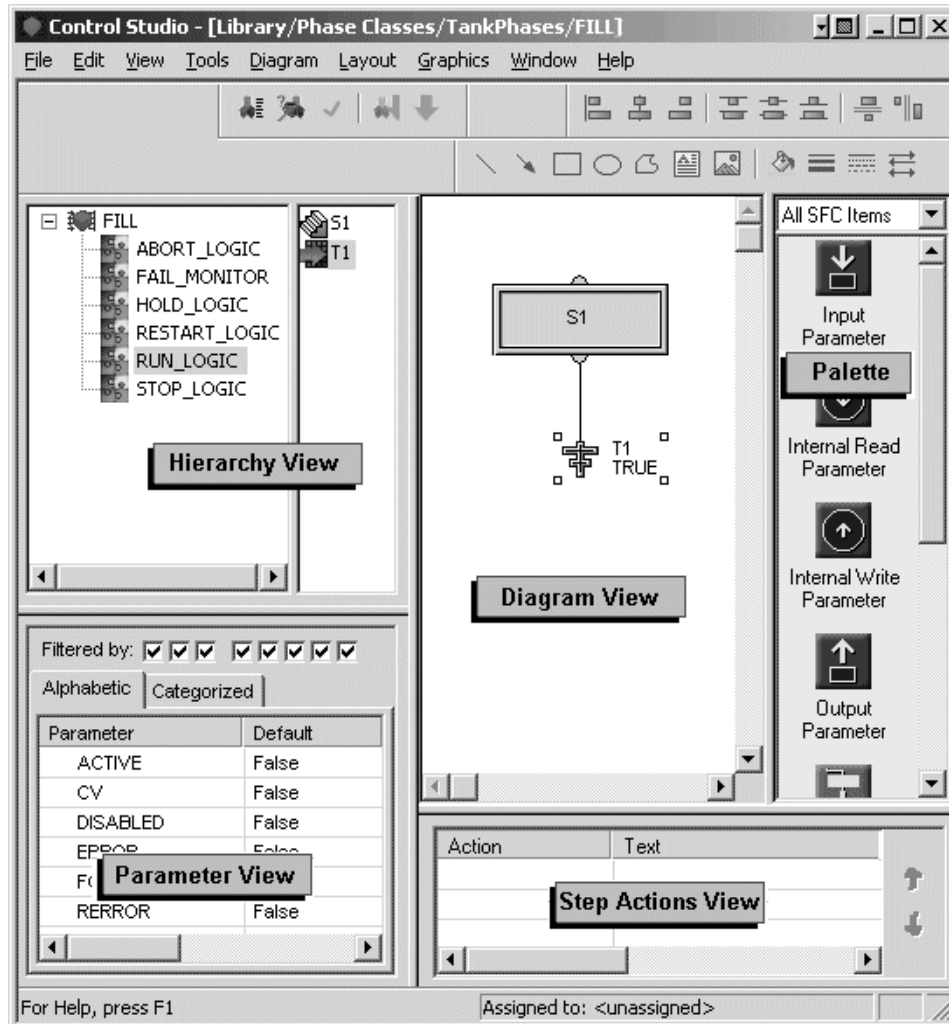 Control Studio - [Library/Phase Classes/TankPhases/FILL]
File Edit View Tools Diagram Layout Graphics Window Help
FILL
ABORT_LOGIC
FAIL_MONITOR
HOLD_LOGIC
RESTART_LOGIC
RUN_LOGIC
STOP_LOGIC
Hierarchy View
S1
T1
S1
T1
TRUE
Diagram View
All SFC Items
Input
Parameter
Palette
Internal Read
Parameter
Internal Write
Parameter
Output
Parameter
Filtered by:
Alphabetic Categorized
Parameter Default
ACTIVE False
CV False
DISABLED False
ERROR False
Parameter View
RERROR False
Action Text
Step Actions View
For Help, press F1
Assigned to: <unassigned>